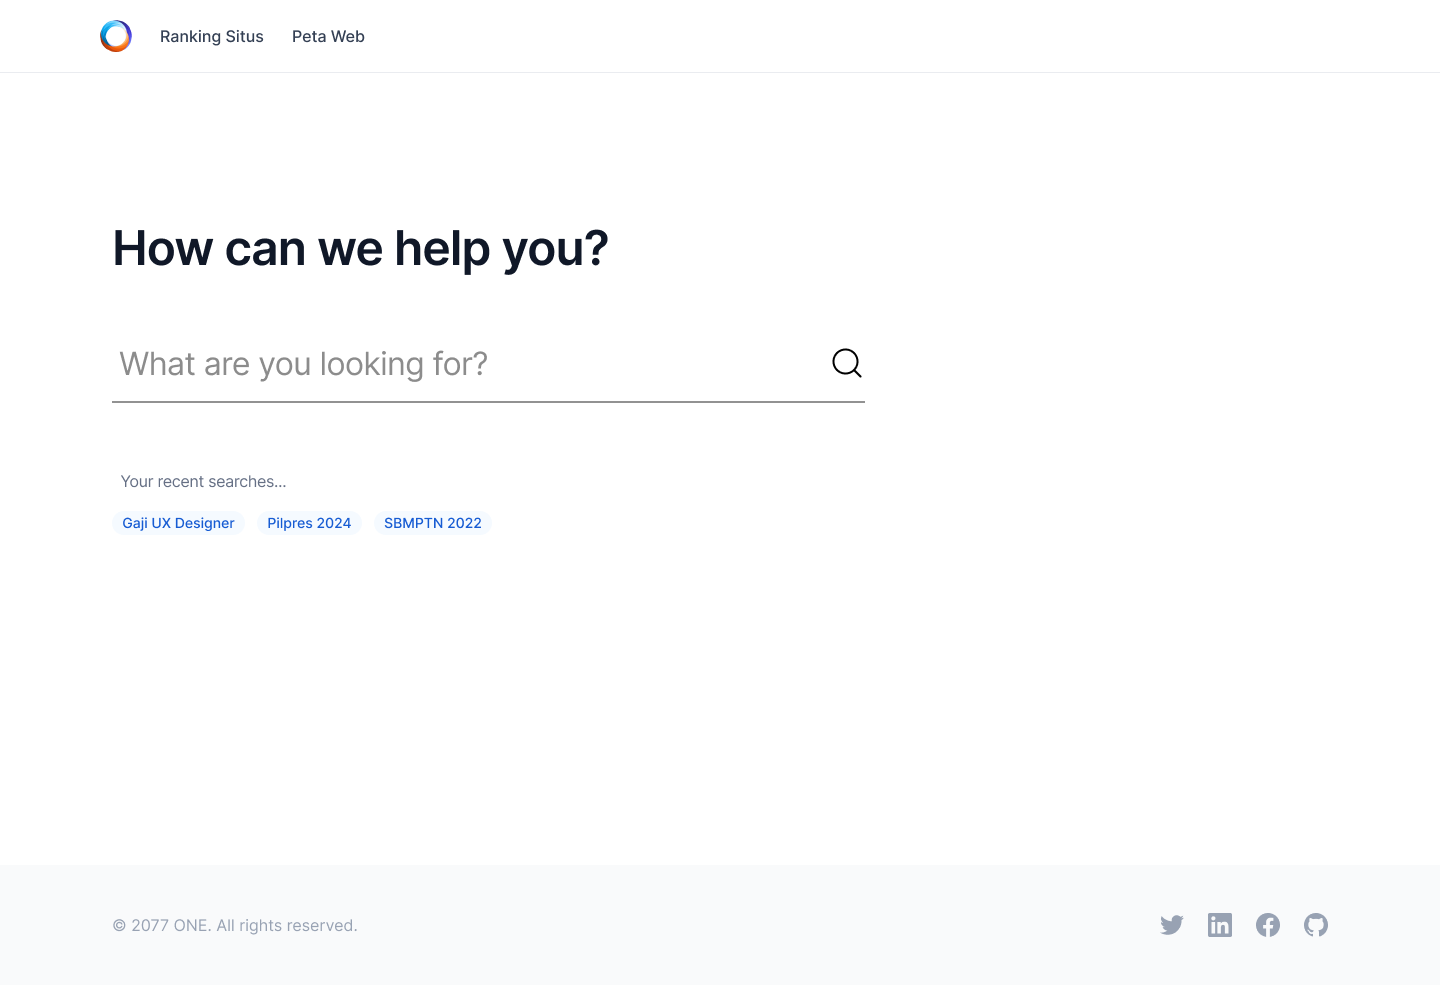 Ranking Situs Peta Web
How can we help you?
What are you looking for?
Your recent searches...
Gaji UX Designer Pilpres 2024 SBMPTN 2022
© 2077 ONE. All rights reserved.